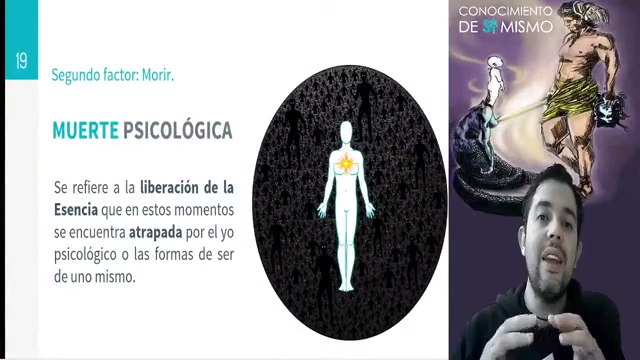 19
Segundo factor: Morir.
MUERTE PSICOLÓGICA
Se refiere a la liberación de la
Esencia que en estos momentos
se encuentra atrapada por el yo
psicológico o las formas de ser
de uno mismo.
CONOCIMIENTO
DE SÍ MISMO